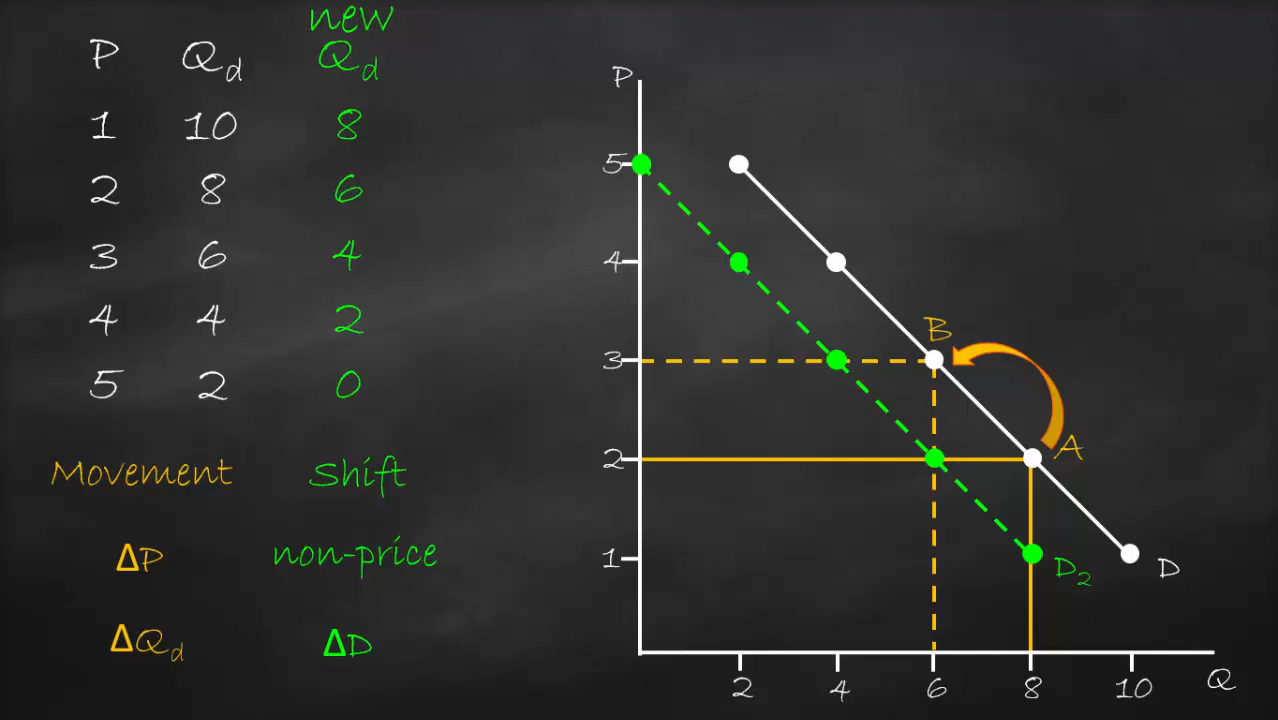 new
P Qd Qd
1 10 8
2 8 6
3 6 4
4 4 2
5 2 0
Movement Shift
ΔP non-price
ΔQd ΔD
P
5
4
3
2
1
B
A
D2 D
2 4 6 8 10 Q